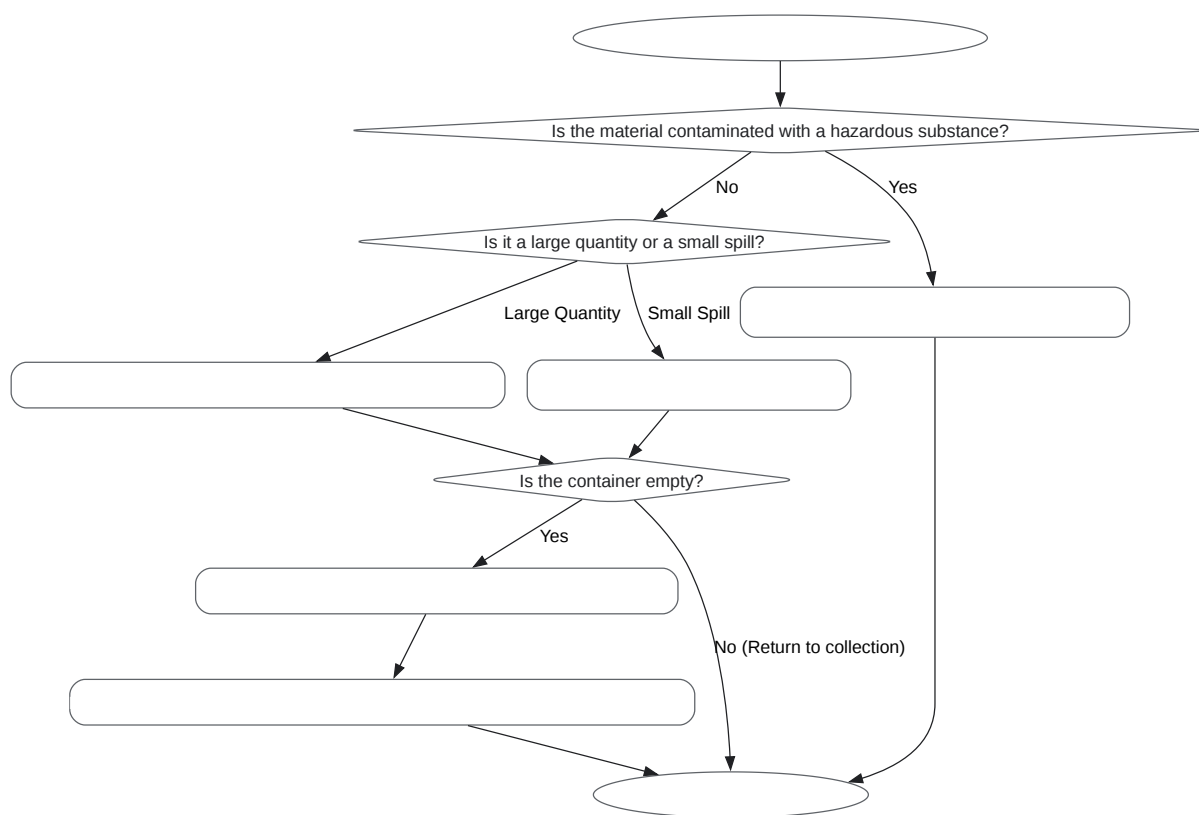 Is the material contaminated with a hazardous substance?
No
Yes
Is it a large quantity or a small spill?
Large Quantity
Small Spill
Is the container empty?
Yes
No (Return to collection)